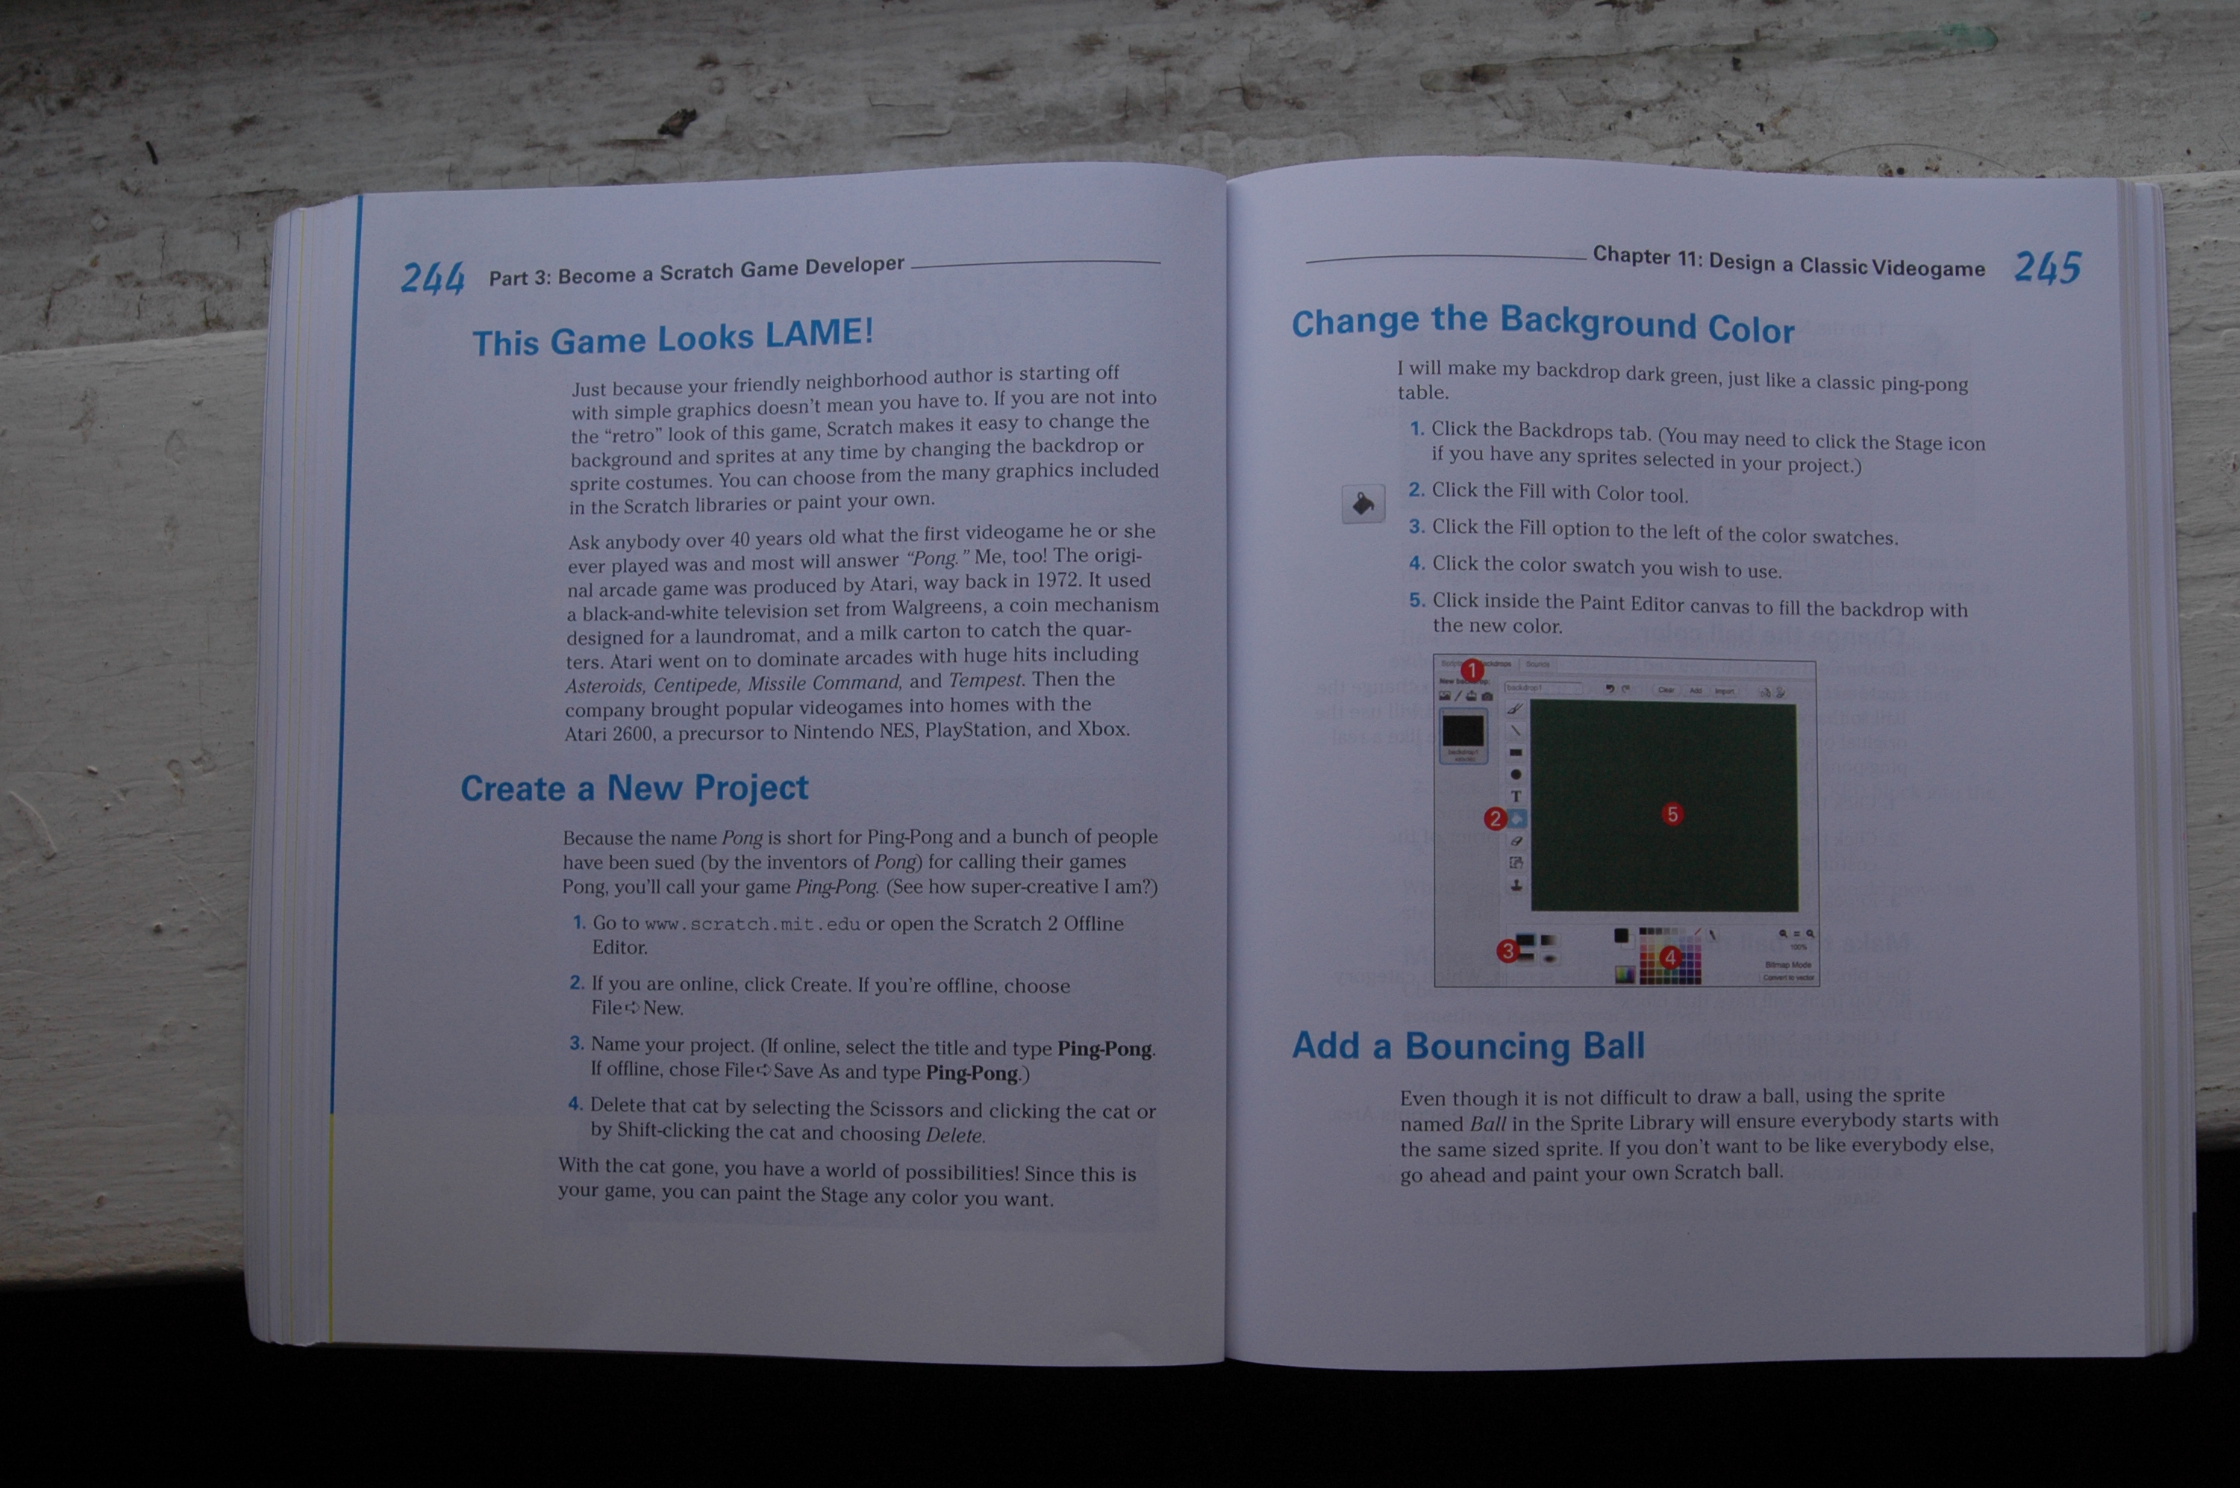 244 Part 3: Become a Scratch Game Developer
This Game Looks LAME!
Just because your friendly neighborhood author is starting off
with simple graphics doesn't mean you have to. If you are not into
the “retro” look of this game, Scratch makes it easy to change the
background and sprites at any time by changing the backdrop or
sprite costumes. You can choose from the many graphics included
in the Scratch libraries or paint your own.
Ask anybody over 40 years old what the first videogame he or she
ever played was and most will answer “Pong.” Me, too! The origi-
nal arcade game was produced by Atari, way back in 1972. It used
a black-and-white television set from Walgreens, a coin mechanism
designed for a laundromat, and a milk carton to catch the quar-
ters. Atari went on to dominate arcades with huge hits including
Asteroids, Centipede, Missile Command, and Tempest. Then the
company brought popular videogames into homes with the
Atari 2600, a precursor to Nintendo NES, PlayStation, and Xbox.
Create a New Project
Because the name Pong is short for Ping-Pong and a bunch of people
have been sued (by the inventors of Pong) for calling their games
Pong, you'll call your game Ping-Pong. (See how super-creative I am?)
1. Go to www.scratch.mit.edu or open the Scratch 2 Offline
Editor.
2. If you are online, click Create. If you're offline, choose
File➪New.
3. Name your project. (If online, select the title and type Ping-Pong.
If offline, chose File➪Save As and type Ping-Pong.)
4. Delete that cat by selecting the Scissors and clicking the cat or
by Shift-clicking the cat and choosing Delete.
With the cat gone, you have a world of possibilities! Since this is
your game, you can paint the Stage any color you want.
Chapter 11: Design a Classic Videogame 245
Change the Background Color
I will make my backdrop dark green, just like a classic ping-pong
table.
1. Click the Backdrops tab. (You may need to click the Stage icon
if you have any sprites selected in your project.)
2. Click the Fill with Color tool.
3. Click the Fill option to the left of the color swatches.
4. Click the color swatch you wish to use.
5. Click inside the Paint Editor canvas to fill the backdrop with
the new color.
1 Sounds
backdrop1 Clear Add Import
backdrop1
T
2
5
3
4
100%
Bitmap Mode
Convert to vector
Add a Bouncing Ball
Even though it is not difficult to draw a ball, using the sprite
named Ball in the Sprite Library will ensure everybody starts with
the same sized sprite. If you don't want to be like everybody else,
go ahead and paint your own Scratch ball.